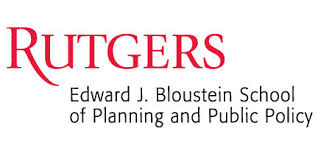 RUTGERS
Edward J. Bloustein School
of Planning and Public Policy